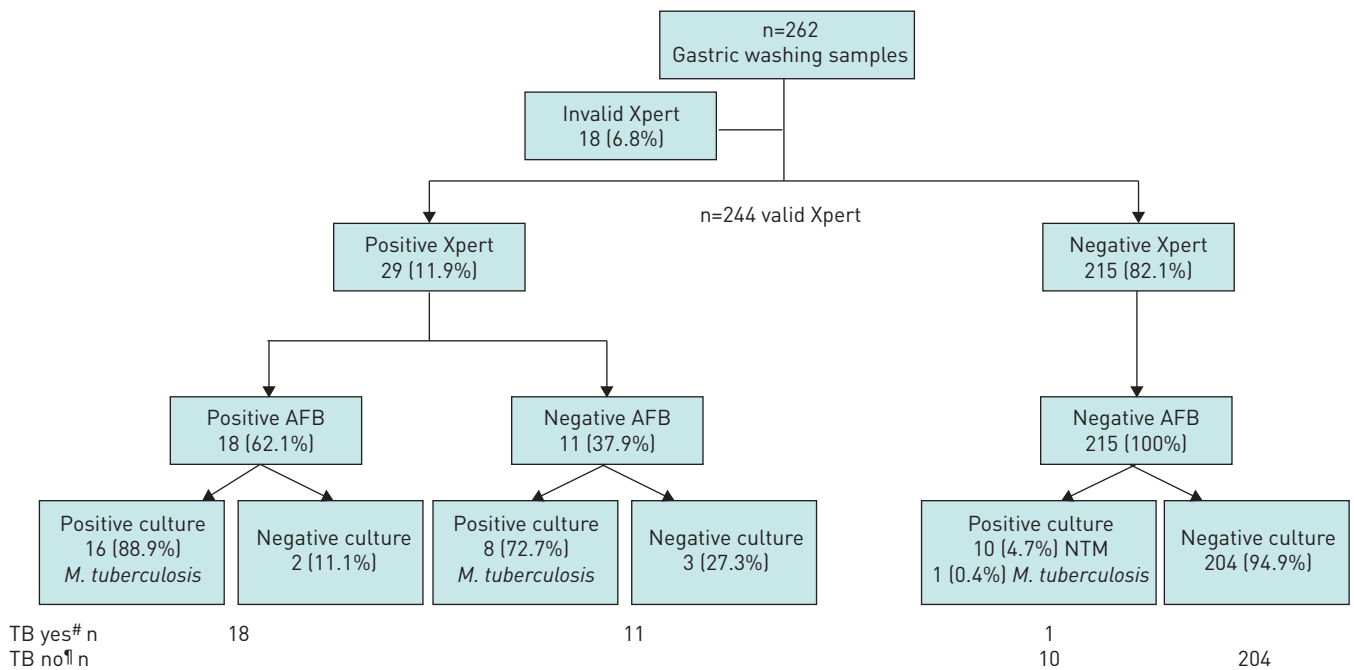 n=262
Gastric washing samples
Invalid Xpert
18 (6.8%)
n=244 valid Xpert
Positive Xpert
29 (11.9%)
Negative Xpert
215 (82.1%)
Positive AFB
18 (62.1%)
Negative AFB
11 (37.9%)
Negative AFB
215 (100%)
Positive culture
16 (88.9%)
M. tuberculosis
Negative culture
2 (11.1%)
Positive culture
8 (72.7%)
M. tuberculosis
Negative culture
3 (27.3%)
Positive culture
10 (4.7%) NTM
1 (0.4%) M. tuberculosis
Negative culture
204 (94.9%)
TB yes# n 18 11 1
TB no¶ n 10 204